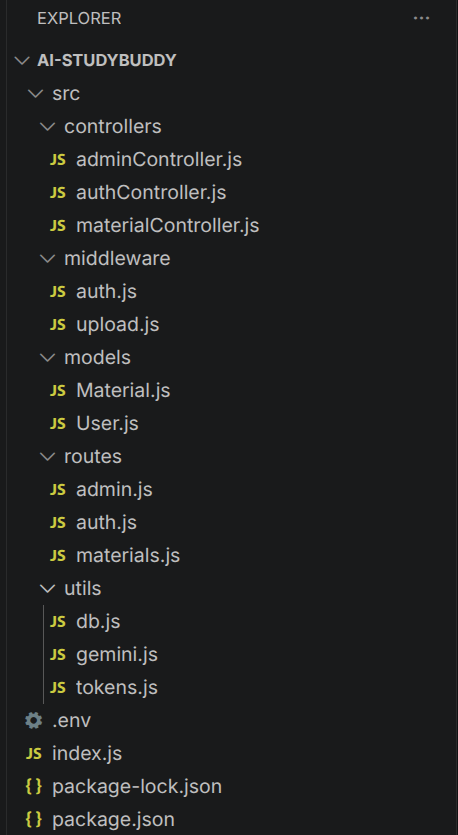 EXPLORER ...
AI-STUDYBUDDY
src
controllers
JS adminController.js
JS authController.js
JS materialController.js
middleware
JS auth.js
JS upload.js
models
JS Material.js
JS User.js
routes
JS admin.js
JS auth.js
JS materials.js
utils
JS db.js
JS gemini.js
JS tokens.js
.env
JS index.js
{} package-lock.json
{} package.json